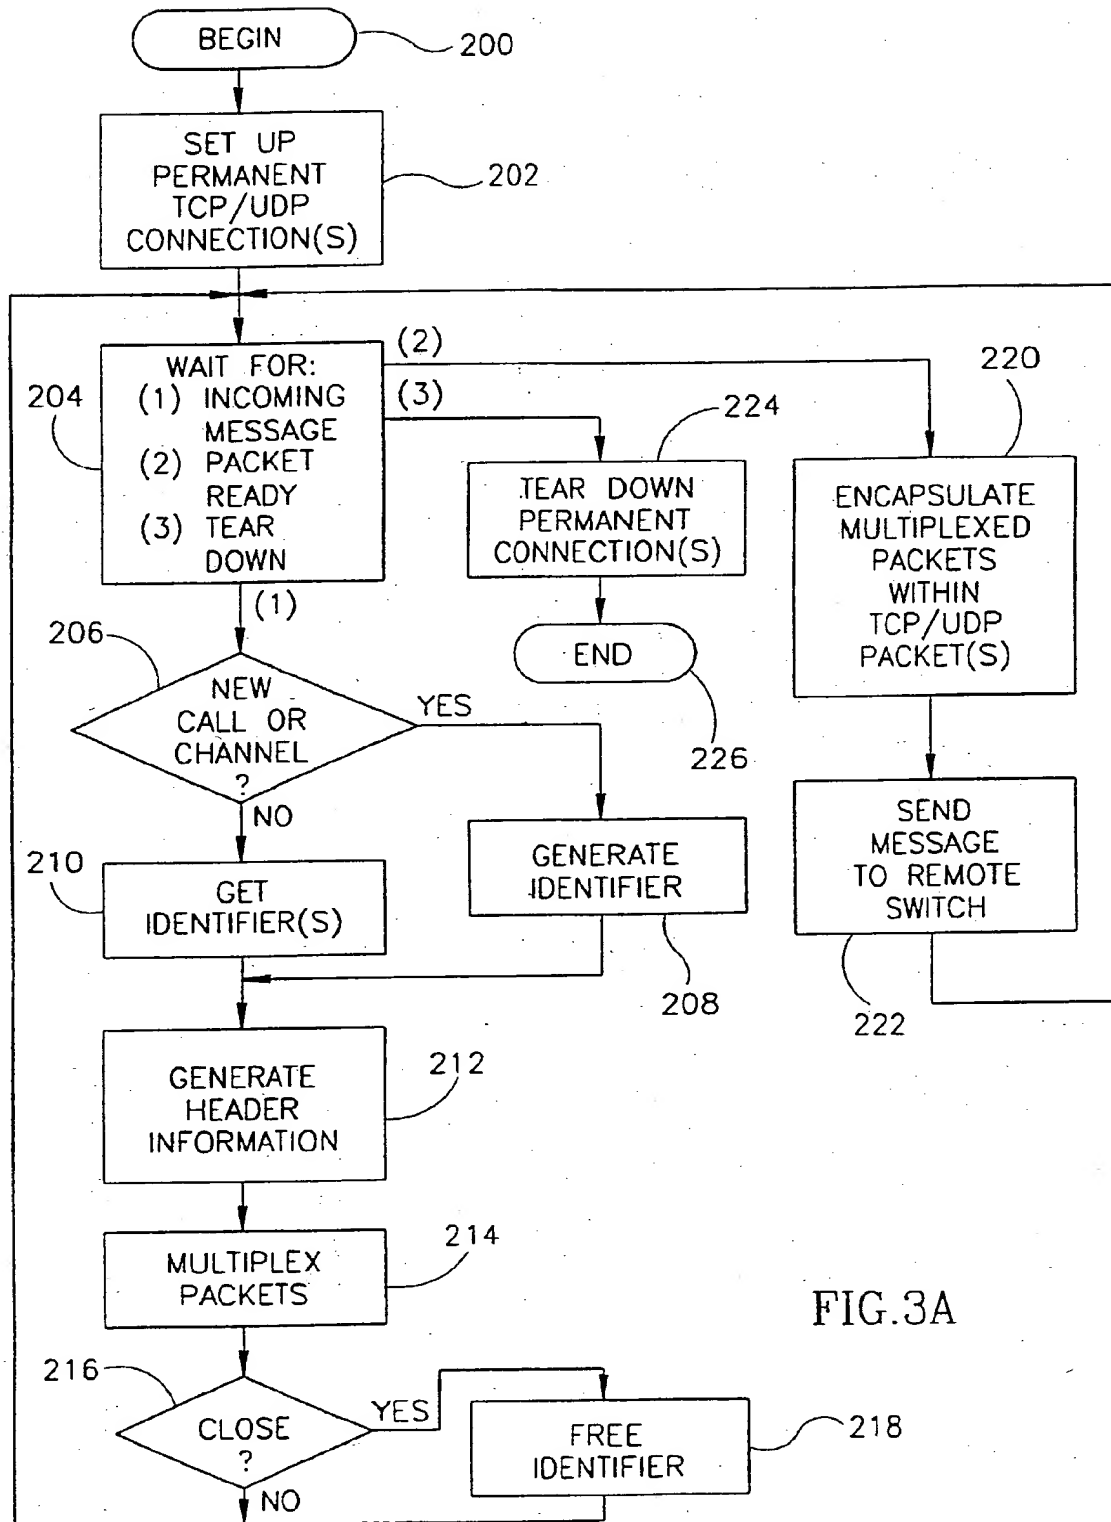 BEGIN
200
SET UP
PERMANENT
TCP/UDP
CONNECTION(S)
202
WAIT FOR:
(1) INCOMING
MESSAGE
(2) PACKET
READY
(3) TEAR
DOWN
204
(2)
(3)
(1)
220
224
TEAR DOWN
PERMANENT
CONNECTION(S)
ENCAPSULATE
MULTIPLEXED
PACKETS
WITHIN
TCP/UDP
PACKET(S)
END
226
206
NEW
CALL OR
CHANNEL
?
YES
NO
SEND
MESSAGE
TO REMOTE
SWITCH
222
210
GET
IDENTIFIER(S)
GENERATE
IDENTIFIER
208
GENERATE
HEADER
INFORMATION
212
MULTIPLEX
PACKETS
214
FIG.3A
216
CLOSE
?
YES
NO
FREE
IDENTIFIER
218